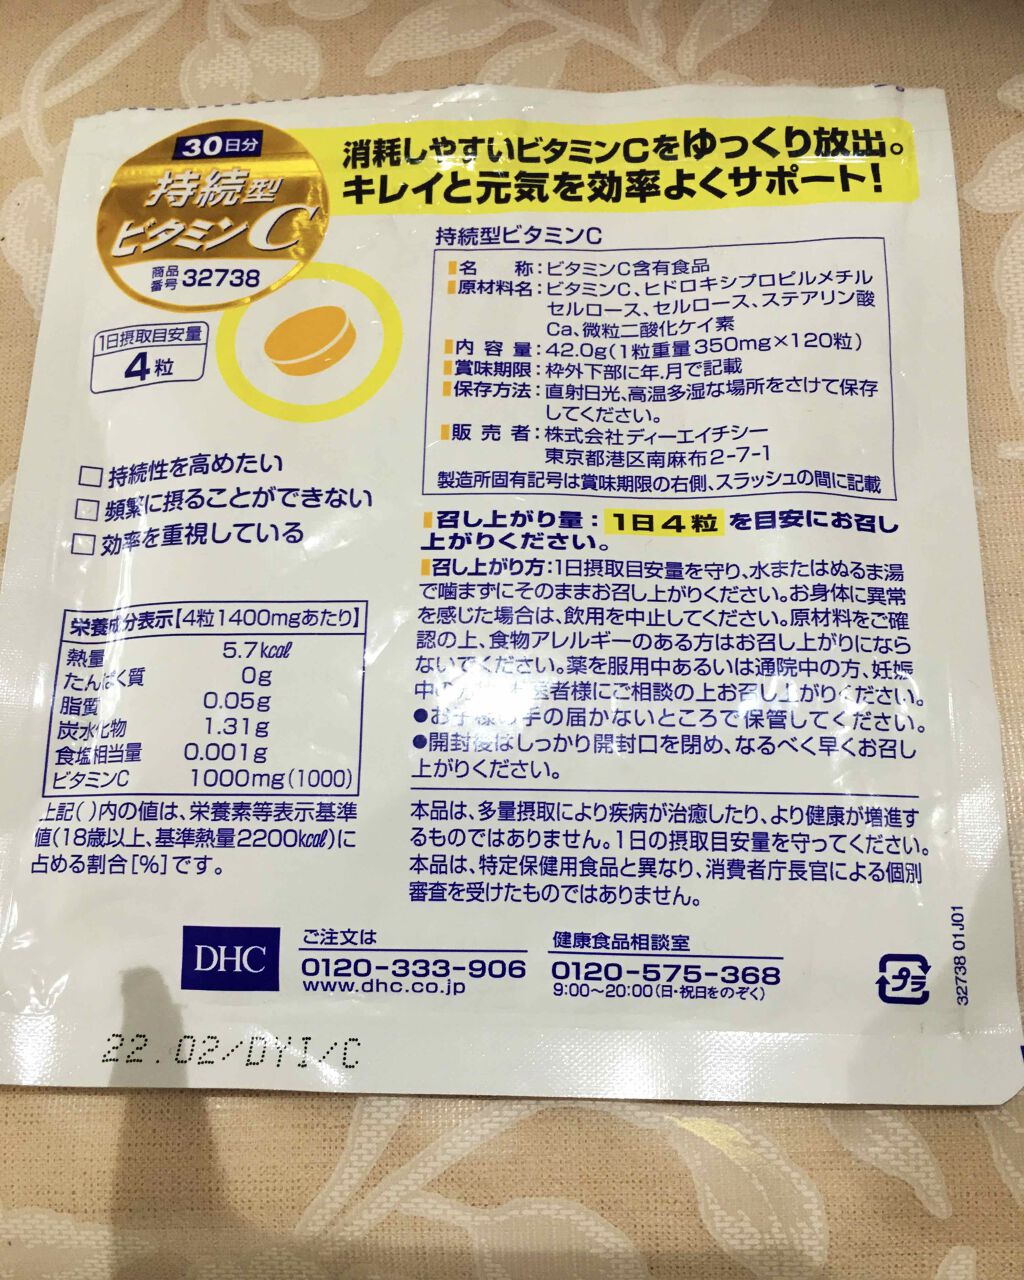 30日分
持続型
ビタミンC
商品番号 32738
消耗しやすいビタミンCをゆっくり放出。
キレイと元気を効率よくサポート!
1日摂取目安量
4粒
□持続性を高めたい
□頻繁に摂ることができない
□効率を重視している
持続型ビタミンC
名 称:ビタミンC含有食品
原材料名:ビタミンC、ヒドロキシプロピルメチル
セルロース、セルロース、ステアリン酸
Ca、微粒二酸化ケイ素
内 容 量:42.0g(1粒重量350mg×120粒)
賞味期限:枠外下部に年.月で記載
保存方法:直射日光、高温多湿な場所をさけて保存
してください。
販 売 者:株式会社ディーエイチシー
東京都港区南麻布2-7-1
製造所固有記号は賞味期限の右側、スラッシュの間に記載
召し上がり量:1日4粒を目安にお召し
上がりください。
召し上がり方:1日摂取目安量を守り、水またはぬるま湯
で噛まずにそのままお召し上がりください。お身体に異常
を感じた場合は、飲用を中止してください。原材料をご確
認の上、食物アレルギーのある方はお召し上がりになら
ないでください。薬を服用中あるいは通院中の方、妊娠
中の方は、お医者様にご相談の上お召し上がりください。
●お子様の手の届かないところで保管してください。
●開封後はしっかり開封口を閉め、なるべく早くお召し
上がりください。
栄養成分表示【4粒1400mgあたり】
熱量 5.7kcal
たんぱく質 0g
脂質 0.05g
炭水化物 1.31g
食塩相当量 0.001g
ビタミンC 1000mg(1000)
上記( )内の値は、栄養素等表示基準
値(18歳以上、基準熱量2200kcal)に
占める割合[%]です。
本品は、多量摂取により疾病が治癒したり、より健康が増進す
るものではありません。1日の摂取目安量を守ってください。
本品は、特定保健用食品と異なり、消費者庁長官による個別
審査を受けたものではありません。
DHC
ご注文は
0120-333-906
www.dhc.co.jp
健康食品相談室
0120-575-368
9:00〜20:00(日・祝日をのぞく)
プラ
32738 01J01
22.02/DYI/C